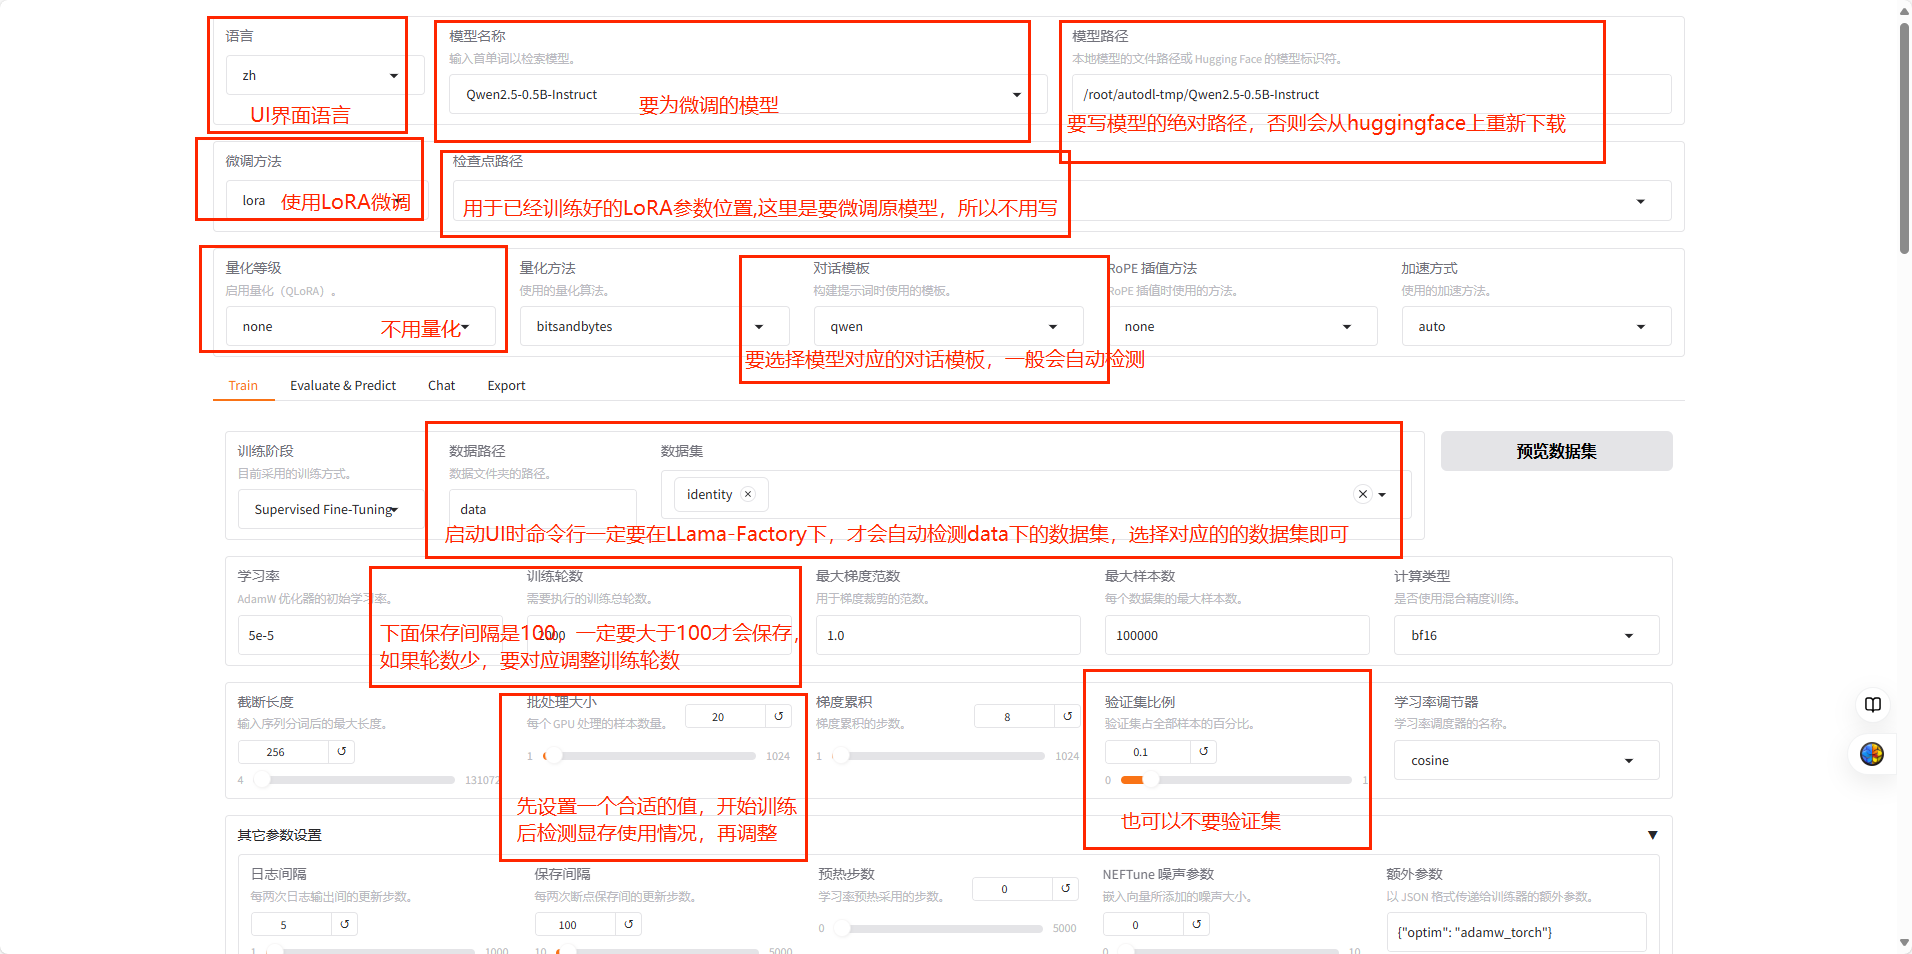 语言
zh
UI界面语言
模型名称
输入首单词以检索模型。
Qwen2.5-0.5B-Instruct
要为微调的模型
模型路径
本地模型的文件路径或 Hugging Face 的模型标识符。
/root/autodl-tmp/Qwen2.5-0.5B-Instruct
要写模型的绝对路径，否则会从huggingface上重新下载
微调方法
lora
使用LoRA微调
检查点路径
用于已经训练好的LoRA参数位置,这里是要微调原模型，所以不用写
量化等级
启用量化（QLoRA）。
none
不用量化
量化方法
使用的量化算法。
bitsandbytes
对话模板
构建提示词时使用的模板。
qwen
要选择模型对应的对话模板，一般会自动检测
RoPE 插值方法
RoPE 插值时使用的方法。
none
加速方式
使用的加速方法。
auto
Train
Evaluate & Predict
Chat
Export
训练阶段
目前采用的训练方式。
Supervised Fine-Tuning
数据路径
数据文件夹的路径。
data
数据集
identity
启动UI时命令行一定要在LLama-Factory下，才会自动检测data下的数据集，选择对应的的数据集即可
预览数据集
学习率
AdamW 优化器的初始学习率。
5e-5
训练轮数
需要执行的训练总轮数。
2000
下面保存间隔是100，一定要大于100才会保存，
如果轮数少，要对应调整训练轮数
最大梯度范数
用于梯度裁剪的范数。
1.0
最大样本数
每个数据集的最大样本数。
100000
计算类型
是否使用混合精度训练。
bf16
截断长度
输入序列分词后的最大长度。
256
4
131072
批处理大小
每个 GPU 处理的样本数量。
20
1
1024
先设置一个合适的值，开始训练
后检测显存使用情况，再调整
梯度累积
梯度累积的步数。
8
1
1024
验证集比例
验证集占全部样本的百分比。
0.1
0
1
也可以不要验证集
学习率调节器
学习率调度器的名称。
cosine
其它参数设置
日志间隔
每两次日志输出间的更新步数。
5
1
1000
保存间隔
每两次断点保存间的更新步数。
100
10
5000
预热步数
学习率预热采用的步数。
0
0
5000
NEFTune 噪声参数
嵌入向量所添加的噪声大小。
0
0
10
额外参数
以 JSON 格式传递给训练器的额外参数。
{"optim": "adamw_torch"}